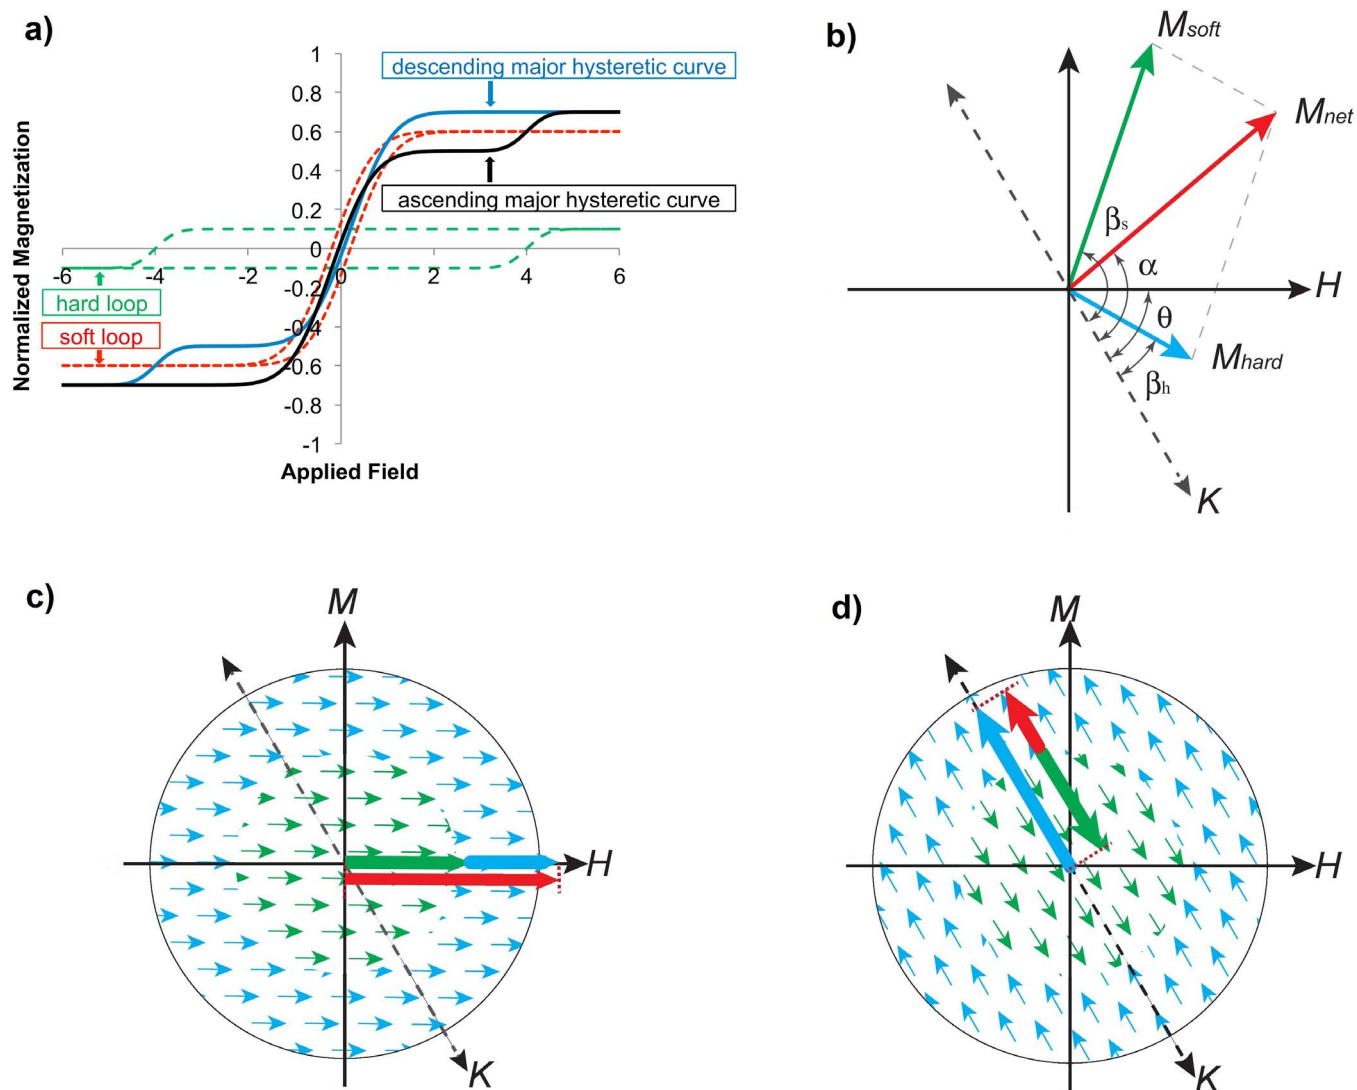 a)
1
0.8
0.6
0.4
0.2
0
-0.2
-0.4
-0.6
-0.8
-1
-6
-4
-2
0
2
4
6
Normalized Magnetization
Applied Field
descending major hysteretic curve
ascending major hysteretic curve
hard loop
soft loop
b)
Msoft
Mnet
βs
α
H
θ
Mhard
βh
K
c)
M
H
K
d)
M
H
K